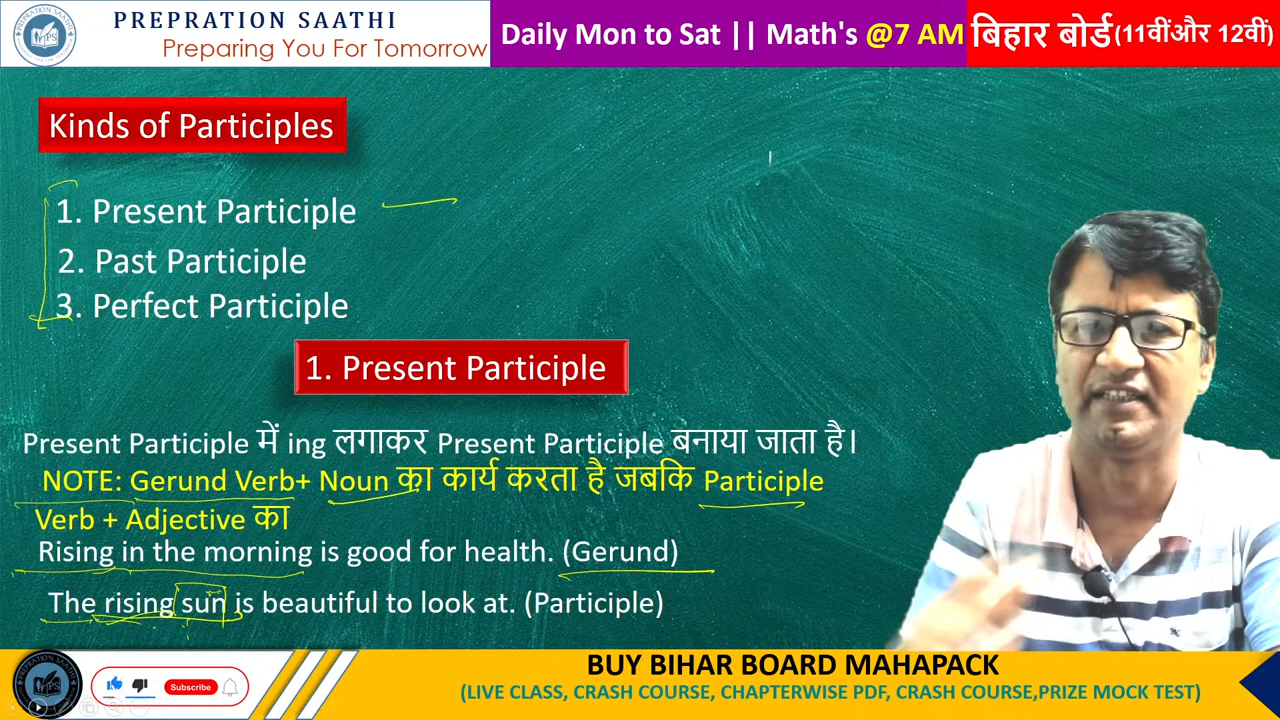 PREPRATION SAATHI
Preparing You For Tomorrow
Daily Mon to Sat || Math's @7 AM
बिहार बोर्ड(11वींऔर 12वीं)
Kinds of Participles
1. Present Participle
2. Past Participle
3. Perfect Participle
1. Present Participle
Present Participle में ing लगाकर Present Participle बनाया जाता है।
NOTE: Gerund Verb+ Noun का कार्य करता है जबकि Participle
Verb + Adjective का
Rising in the morning is good for health. (Gerund)
The rising sun is beautiful to look at. (Participle)
PREPRATION SAATHI
Subscribe
BUY BIHAR BOARD MAHAPACK
(LIVE CLASS, CRASH COURSE, CHAPTERWISE PDF, CRASH COURSE,PRIZE MOCK TEST)